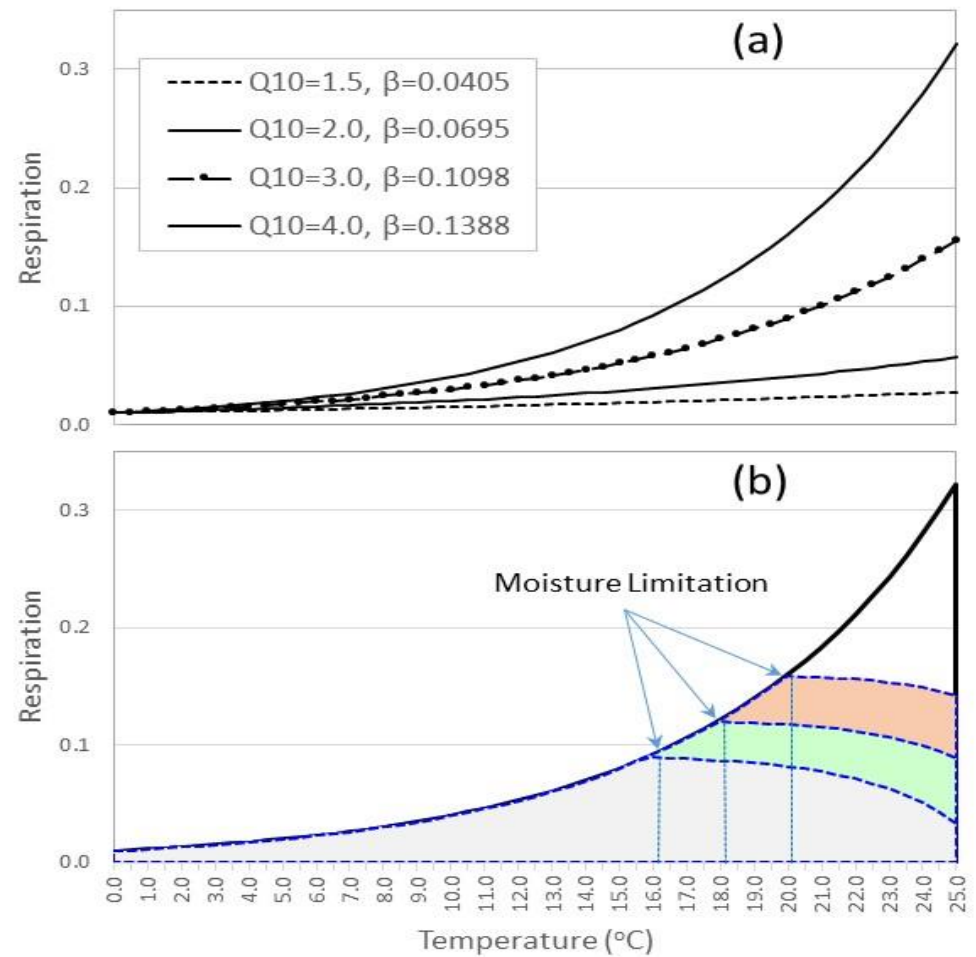 (a)
0.3
Q10=1.5, β=0.0405
Q10=2.0, β=0.0695
Q10=3.0, β=0.1098
Q10=4.0, β=0.1388
0.2
0.1
0.0
Respiration
(b)
0.3
Moisture Limitation
0.2
0.1
0.0
Respiration
0.0 1.0 2.0 3.0 4.0 5.0 6.0 7.0 8.0 9.0 10.0 11.0 12.0 13.0 14.0 15.0 16.0 17.0 18.0 19.0 20.0 21.0 22.0 23.0 24.0 25.0
Temperature (°C)